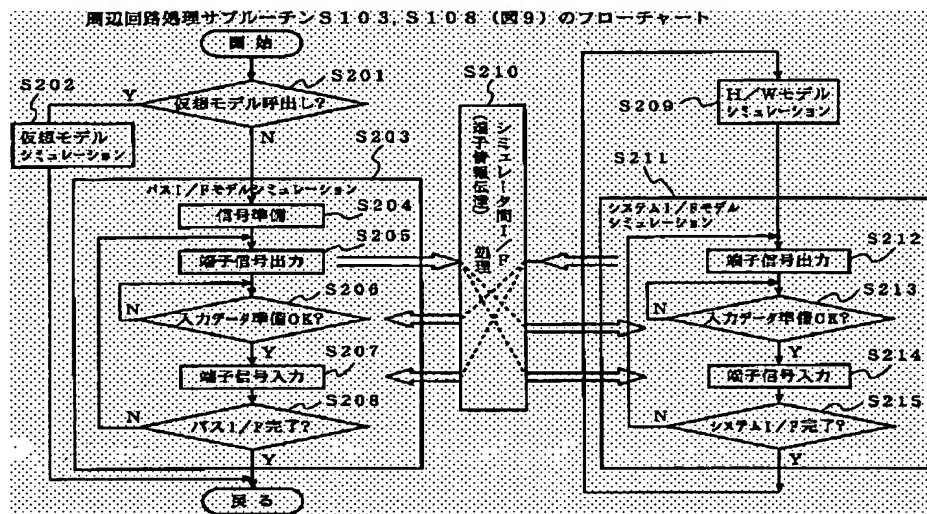 周辺回路処理サブルーチンS103,S108(図9)のフローチャート
開始
S201
S202
Y
仮想モデル呼出し?
N
仮想モデル
シミュレーション
S203
バスI/Fモデルシミュレーション
S204
信号準備
S205
端子信号出力
S206
N
入力データ準備OK?
Y
S207
端子信号入力
S208
N
バスI/F完了?
Y
戻る
S210
シミュレータ間I/F処理
(端子情報伝達)
S209
H/Wモデル
シミュレーション
S211
システムI/Fモデル
シミュレーション
S212
端子信号出力
S213
N
入力データ準備OK?
Y
S214
端子信号入力
S215
N
システムI/F完了?
Y